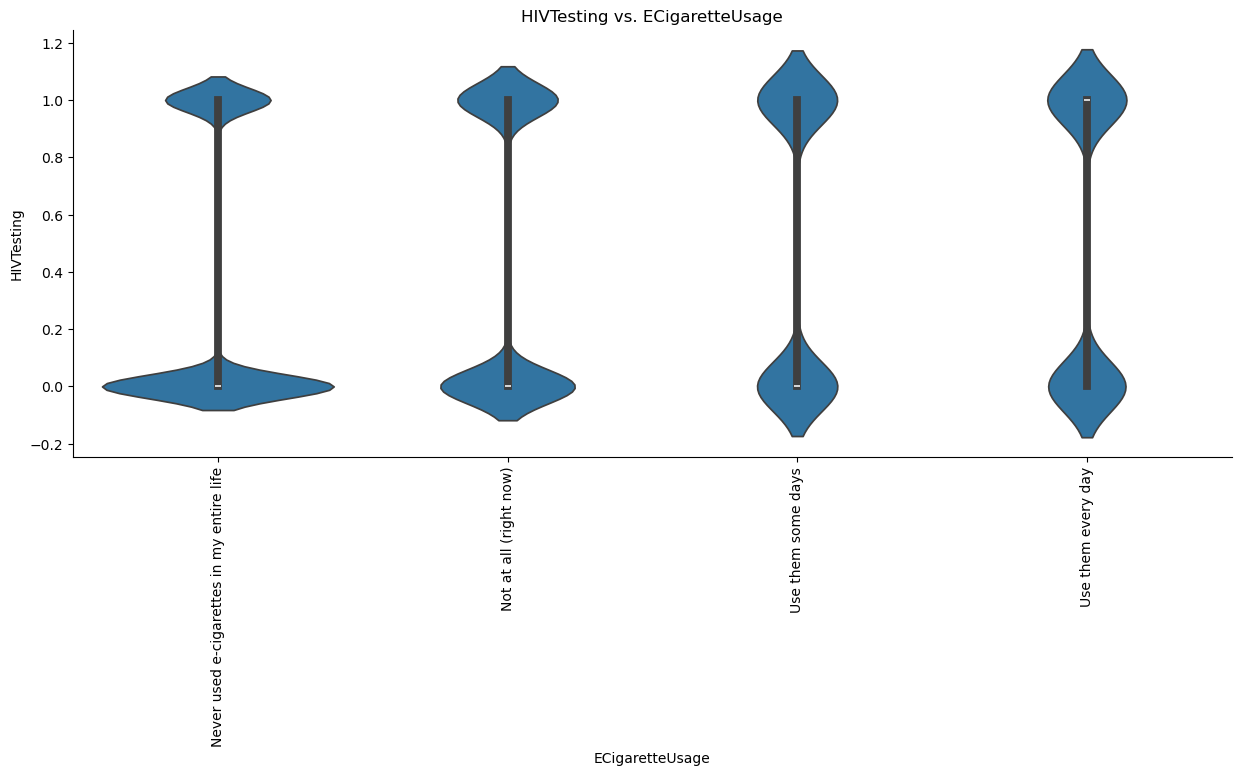 HIVTesting vs. ECigaretteUsage
1.2
1.0
0.8
0.6
0.4
0.2
0.0
−0.2
HIVTesting
Never used e-cigarettes in my entire life
Not at all (right now)
Use them some days
Use them every day
ECigaretteUsage